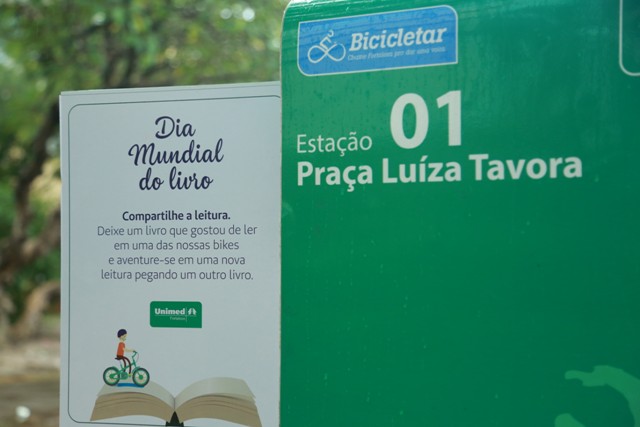 Dia
Mundial
do livro
Compartilhe a leitura.
Deixe um livro que gostou de ler
em uma das nossas bikes
e aventure-se em uma nova
leitura pegando um outro livro.
Unimed
Fortaleza
Bicicletar
Estação 01
Praça Luíza Tavora